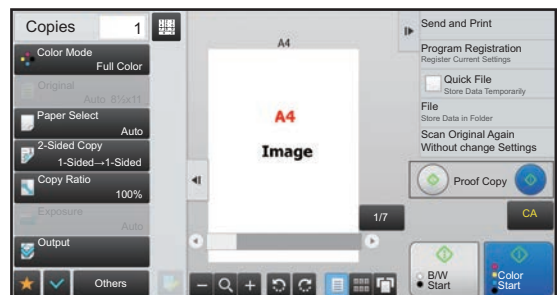 Copies 1
Color Mode
Full Color
Original
Auto 8½x11
Paper Select
Auto
2-Sided Copy
1-Sided→1-Sided
Copy Ratio
100%
Exposure
Auto
Output
Others
A4
A4
Image
1/7
Send and Print
Program Registration
Register Current Settings
Quick File
Store Data Temporarily
File
Store Data in Folder
Scan Original Again
Without change Settings
Proof Copy
CA
B/W
Start
Color
Start